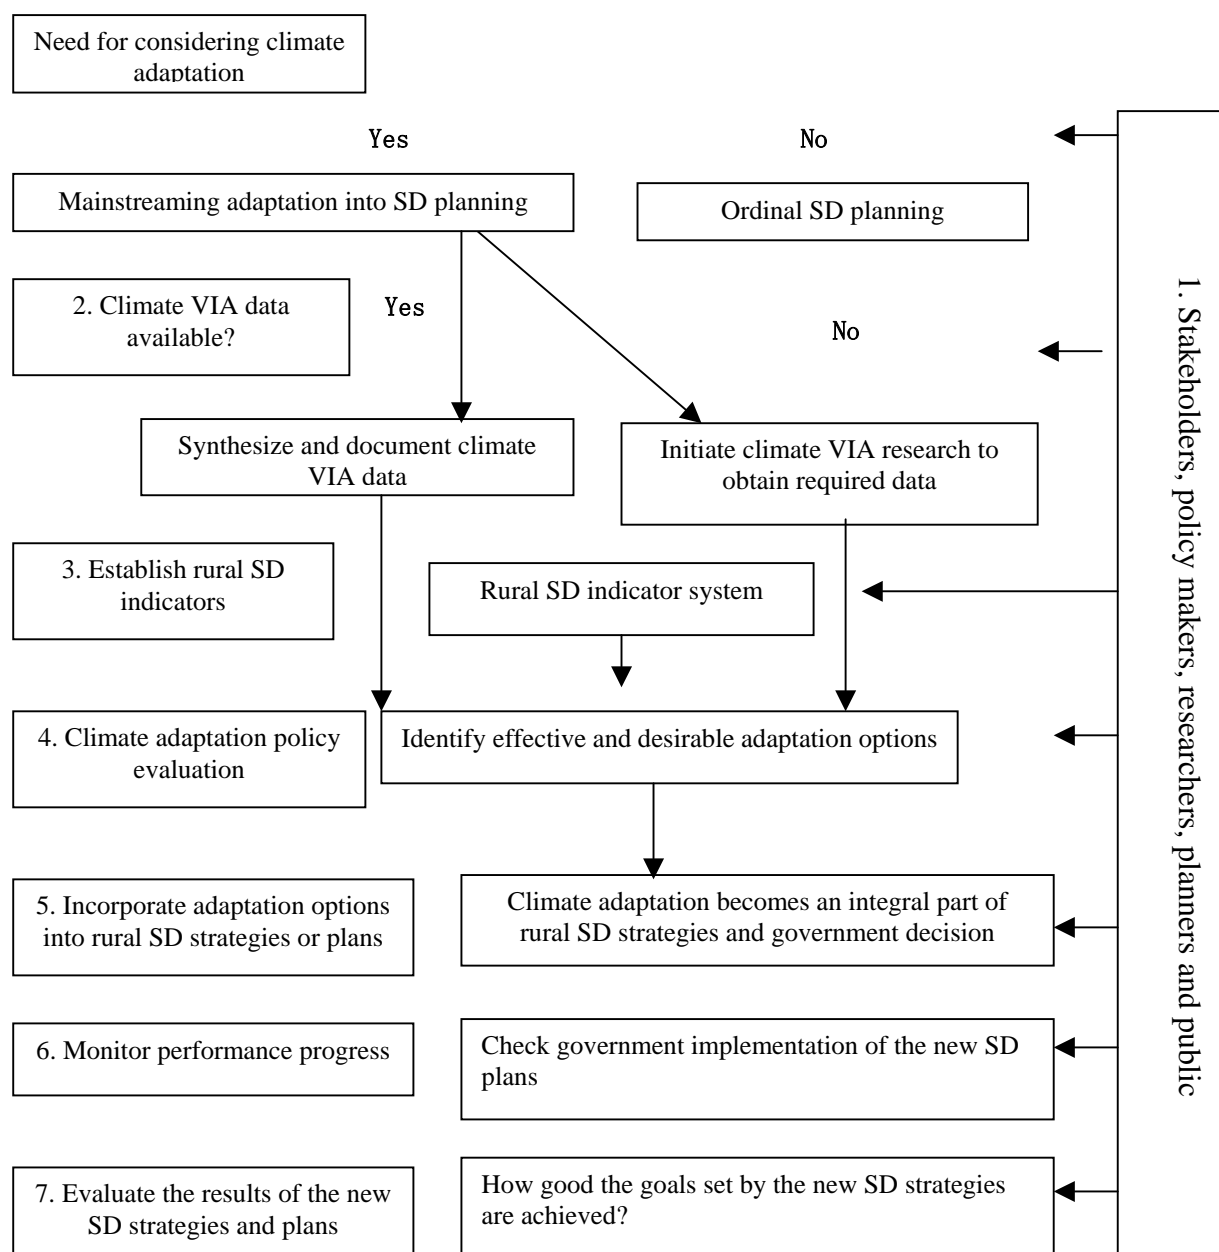 Need for considering climate
adaptation
Yes
No
Mainstreaming adaptation into SD planning
Ordinal SD planning
2. Climate VIA data
available?
Yes
No
Synthesize and document climate
VIA data
Initiate climate VIA research to
obtain required data
3. Establish rural SD
indicators
Rural SD indicator system
4. Climate adaptation policy
evaluation
Identify effective and desirable adaptation options
5. Incorporate adaptation options
into rural SD strategies or plans
Climate adaptation becomes an integral part of
rural SD strategies and government decision
6. Monitor performance progress
Check government implementation of the new SD
plans
7. Evaluate the results of the new
SD strategies and plans
How good the goals set by the new SD strategies
are achieved?
1. Stakeholders, policy makers, researchers, planners and public